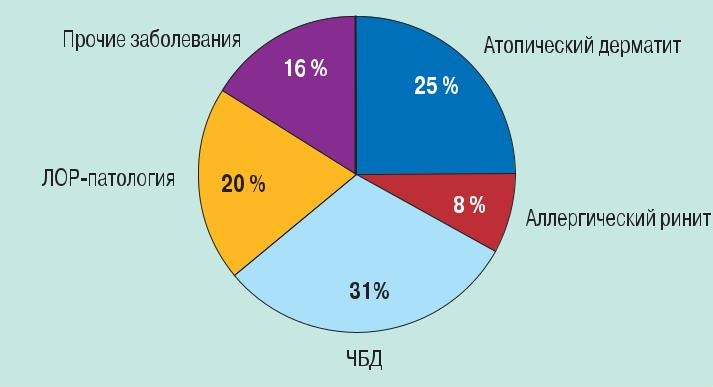 Прочие заболевания
16 %
Атопический дерматит
25 %
ЛОР-патология
20 %
8 %
Аллергический ринит
31%
ЧБД